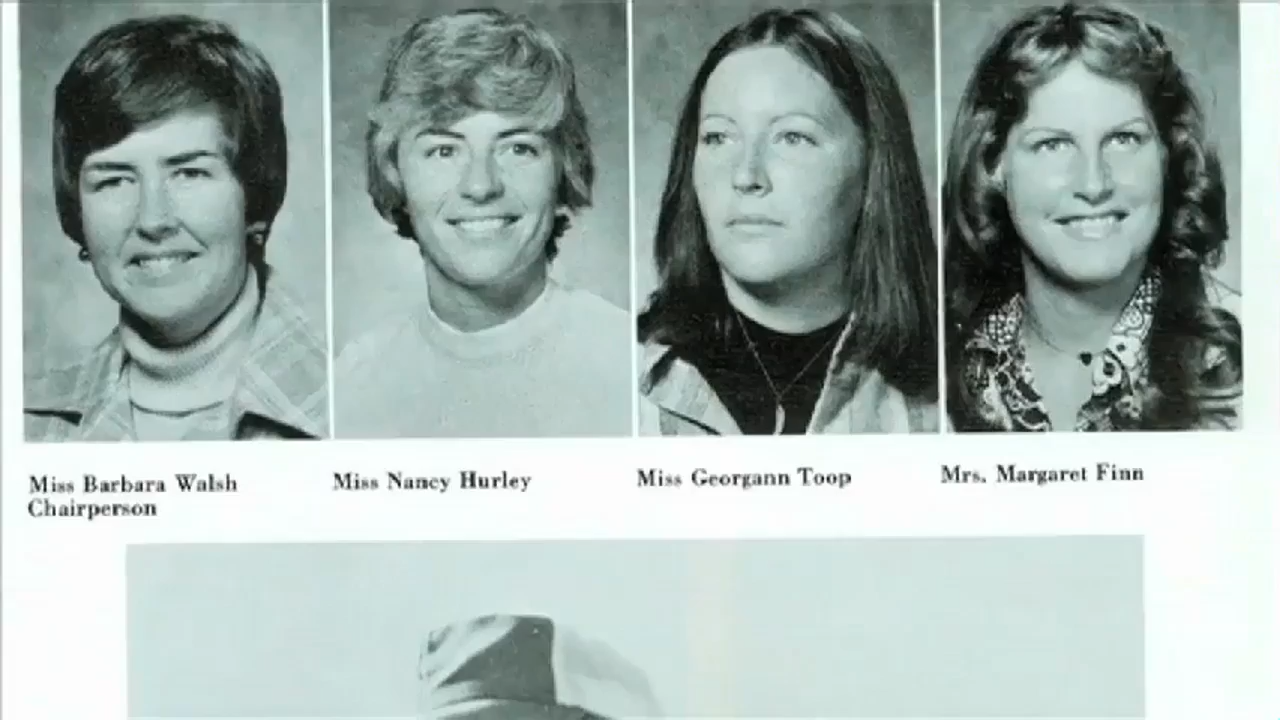 Miss Barbara Walsh
Chairperson
Miss Nancy Hurley
Miss Georgann Toop
Mrs. Margaret Finn